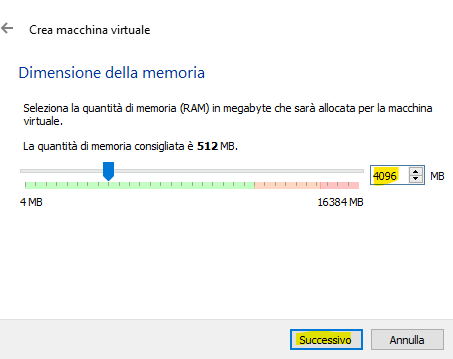 Crea macchina virtuale
Dimensione della memoria
Seleziona la quantità di memoria (RAM) in megabyte che sarà allocata per la macchina
virtuale.
La quantità di memoria consigliata è 512 MB.
4096 MB
4 MB 16384 MB
Successivo Annulla